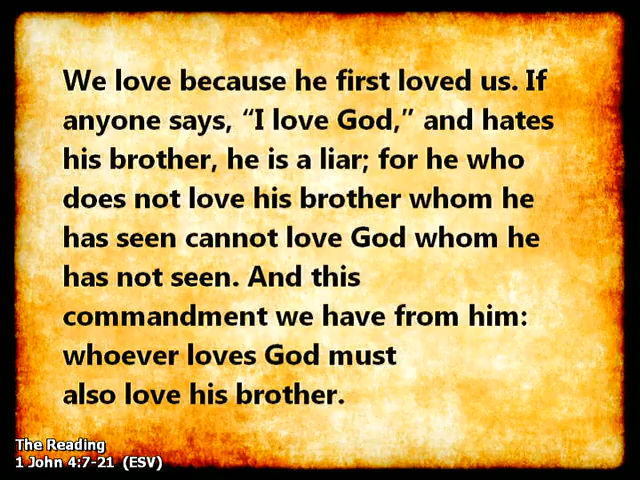 We love because he first loved us. If
anyone says, “I love God,” and hates
his brother, he is a liar; for he who
does not love his brother whom he
has seen cannot love God whom he
has not seen. And this
commandment we have from him:
whoever loves God must
also love his brother.
The Reading
1 John 4:7-21 (ESV)